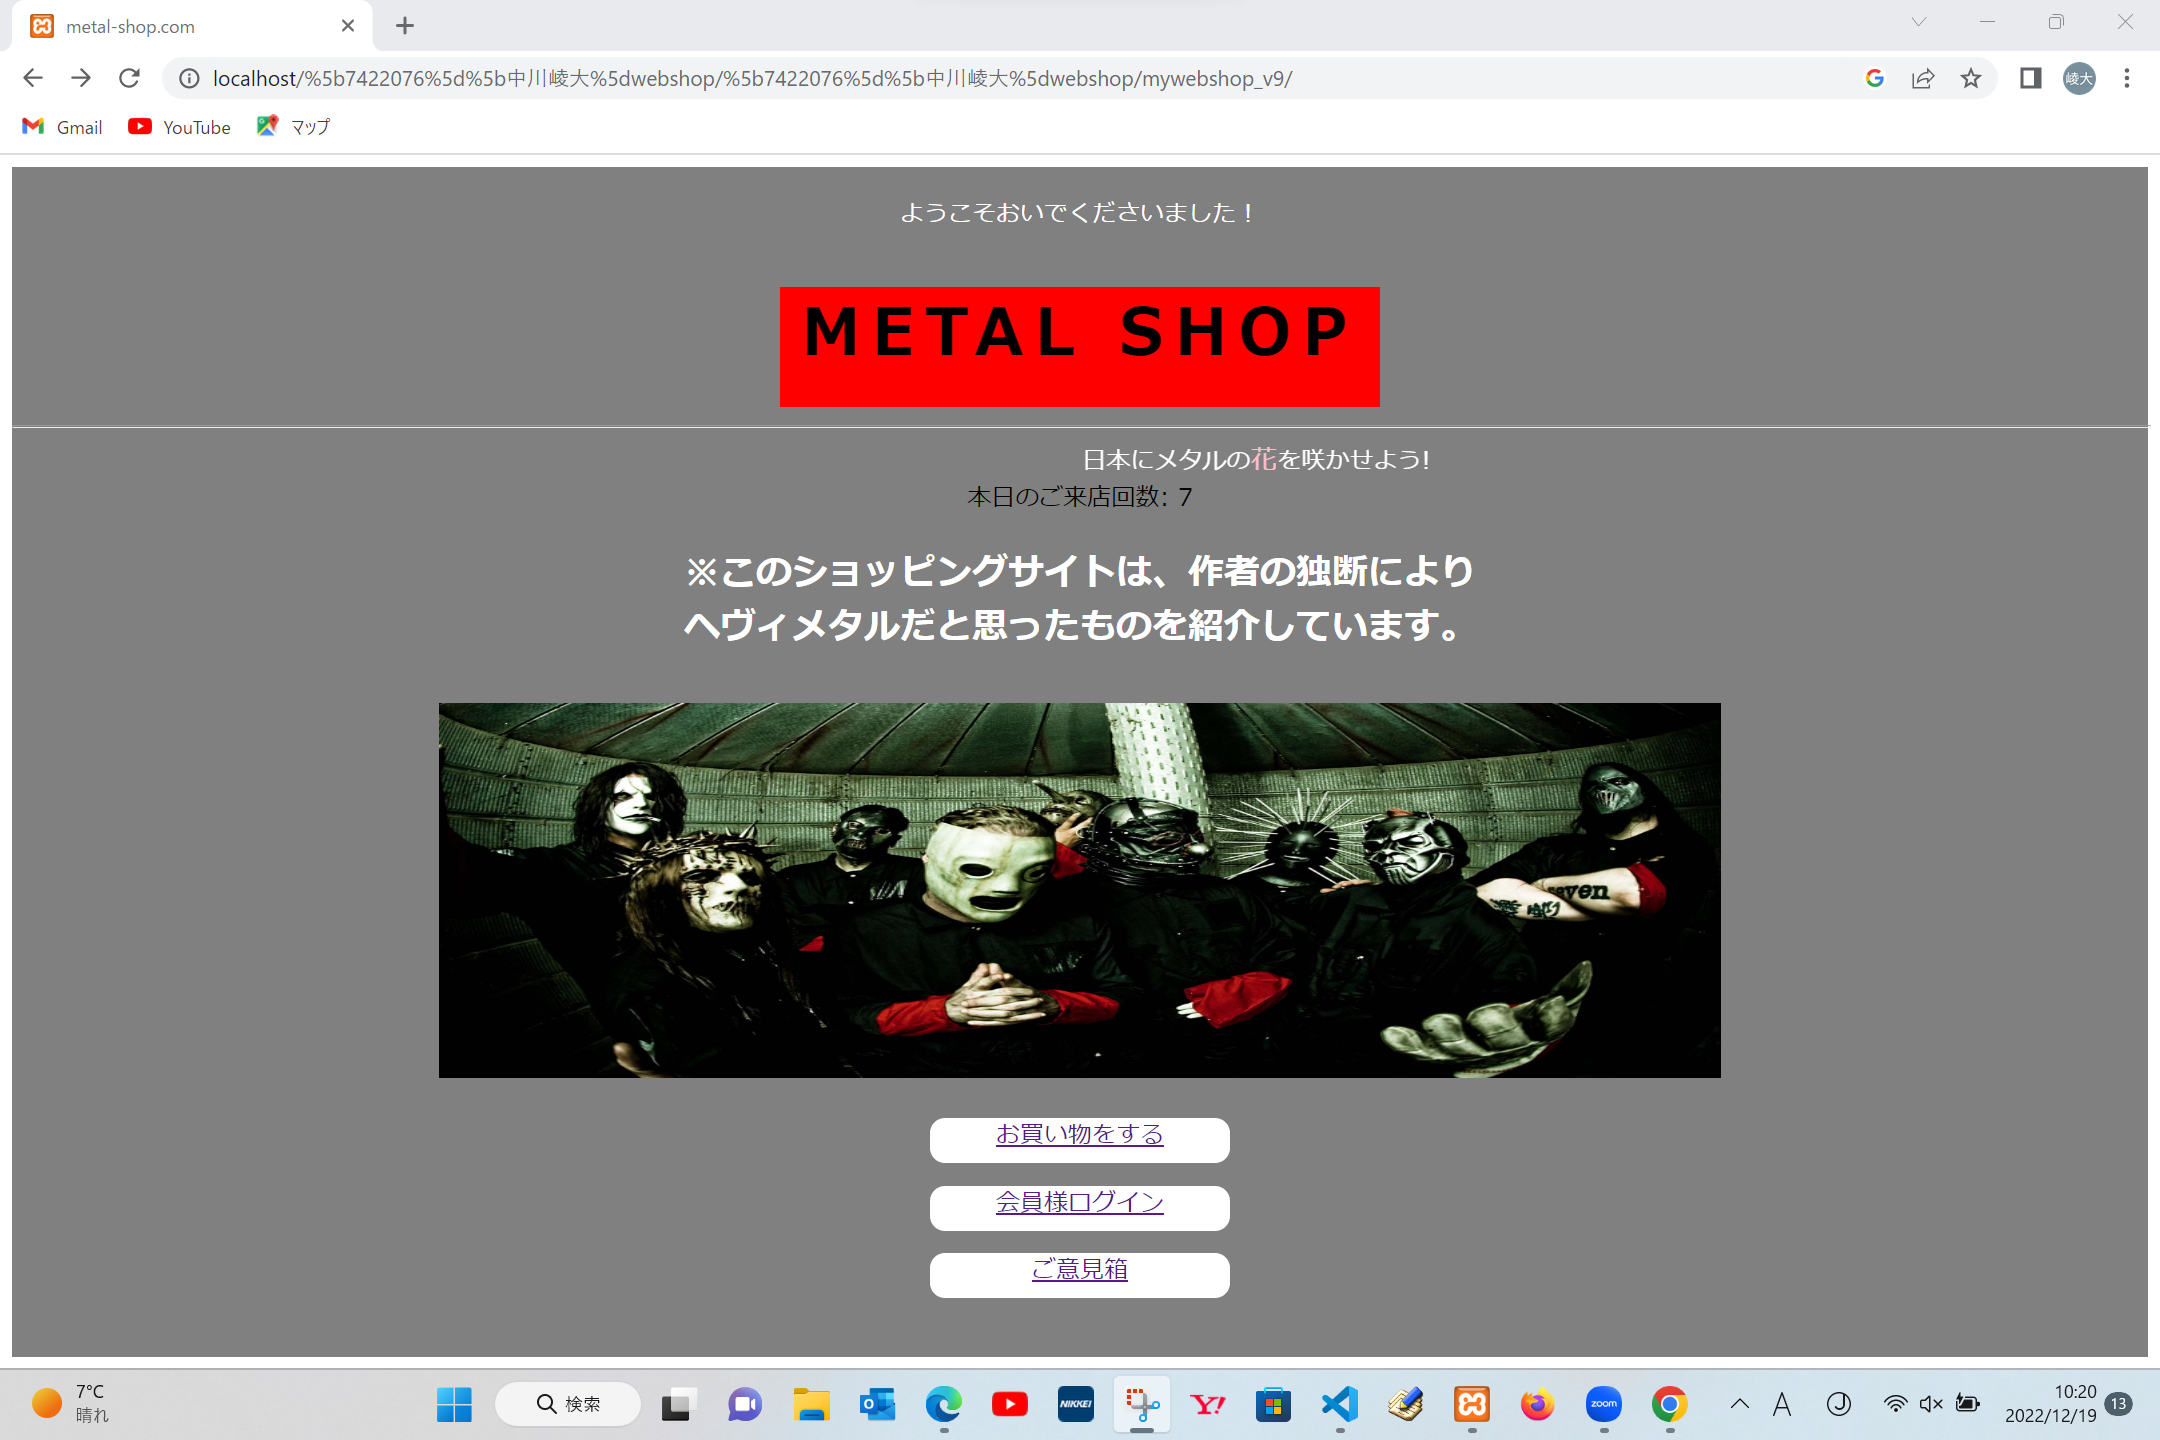 metal-shop.com
localhost/%5b7422076%5d%5b中川崚大%5dwebshop/%5b7422076%5d%5b中川崚大%5dwebshop/mywebshop_v9/
崚大
Gmail YouTube マップ
ようこそおいでくださいました！
METAL SHOP
日本にメタルの花を咲かせよう!
本日のご来店回数: 7
※このショッピングサイトは、作者の独断により
ヘヴィメタルだと思ったものを紹介しています。
お買い物をする
会員様ログイン
ご意見箱
7°C
晴れ
検索
NIKKEI
Y!
zoom
A
J
10:20
2022/12/19
13